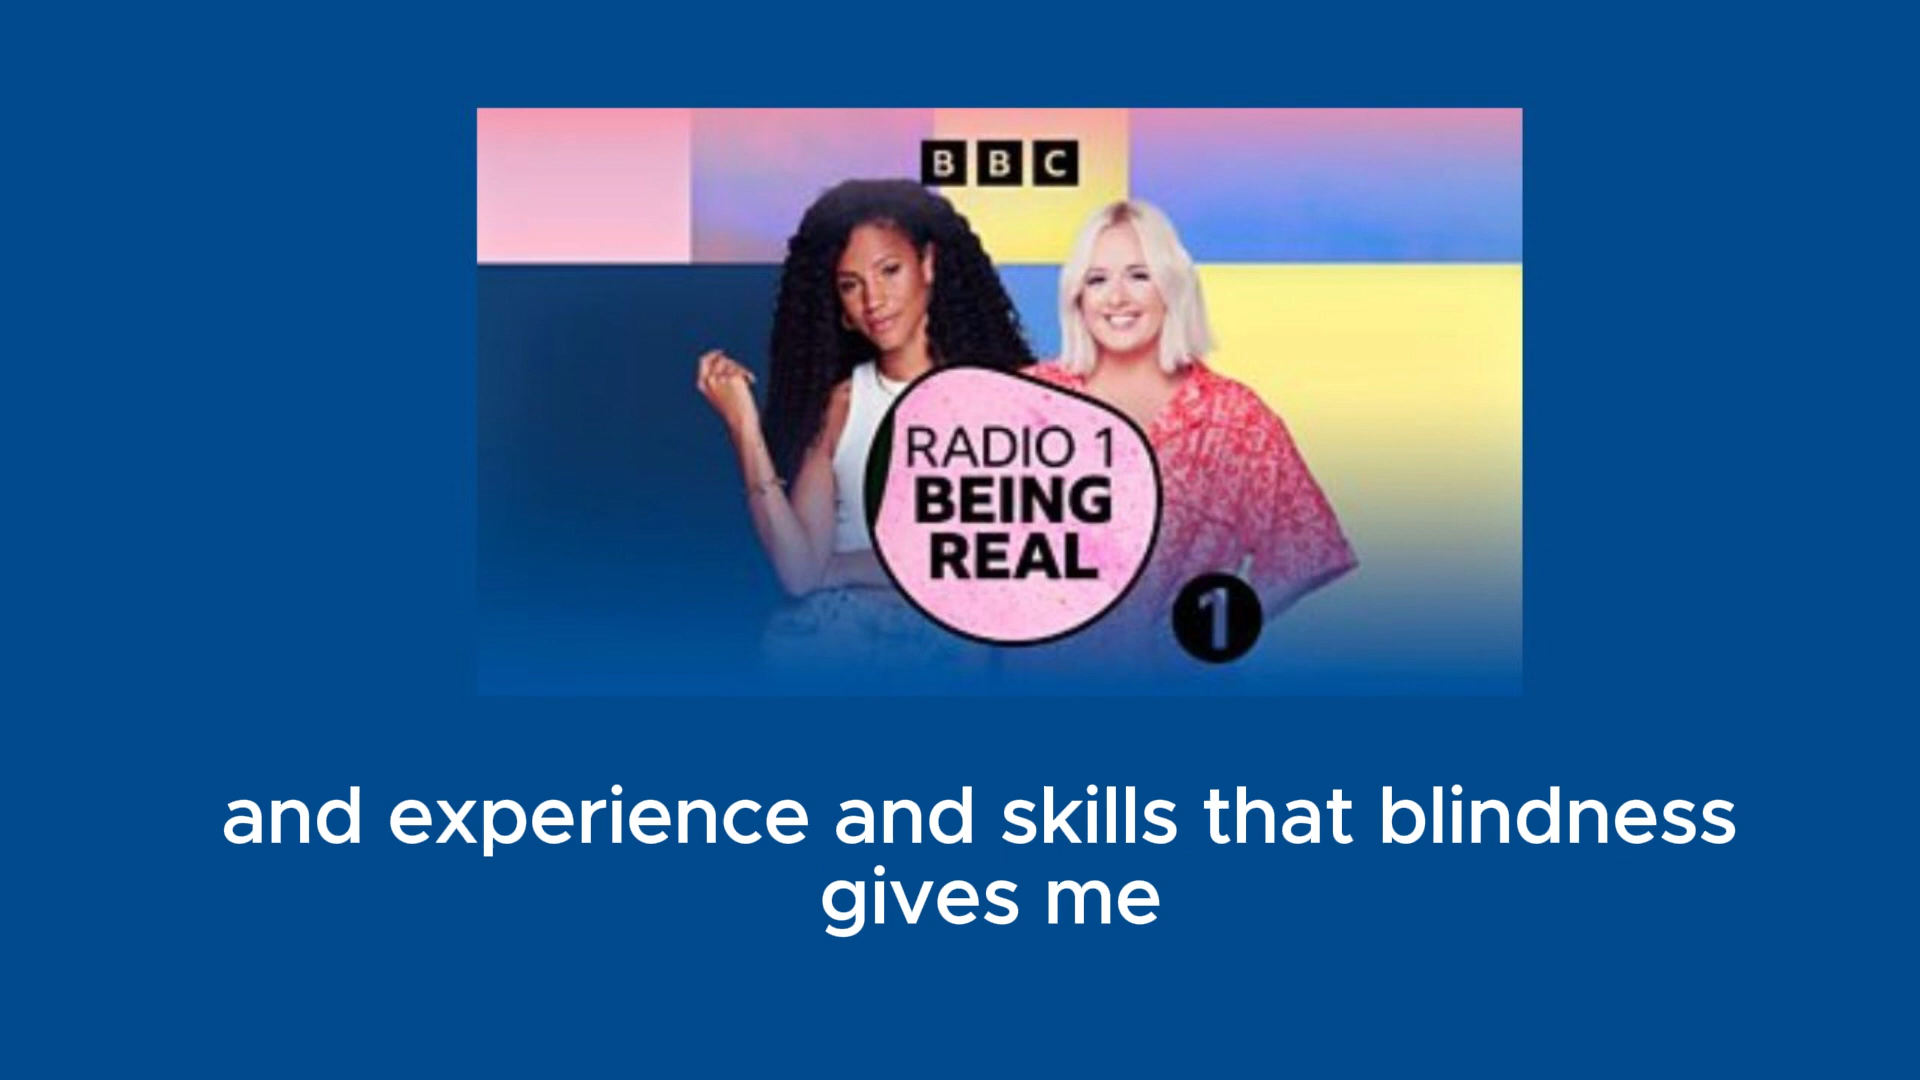 BBC
RADIO 1
BEING
REAL
1
and experience and skills that blindness
gives me